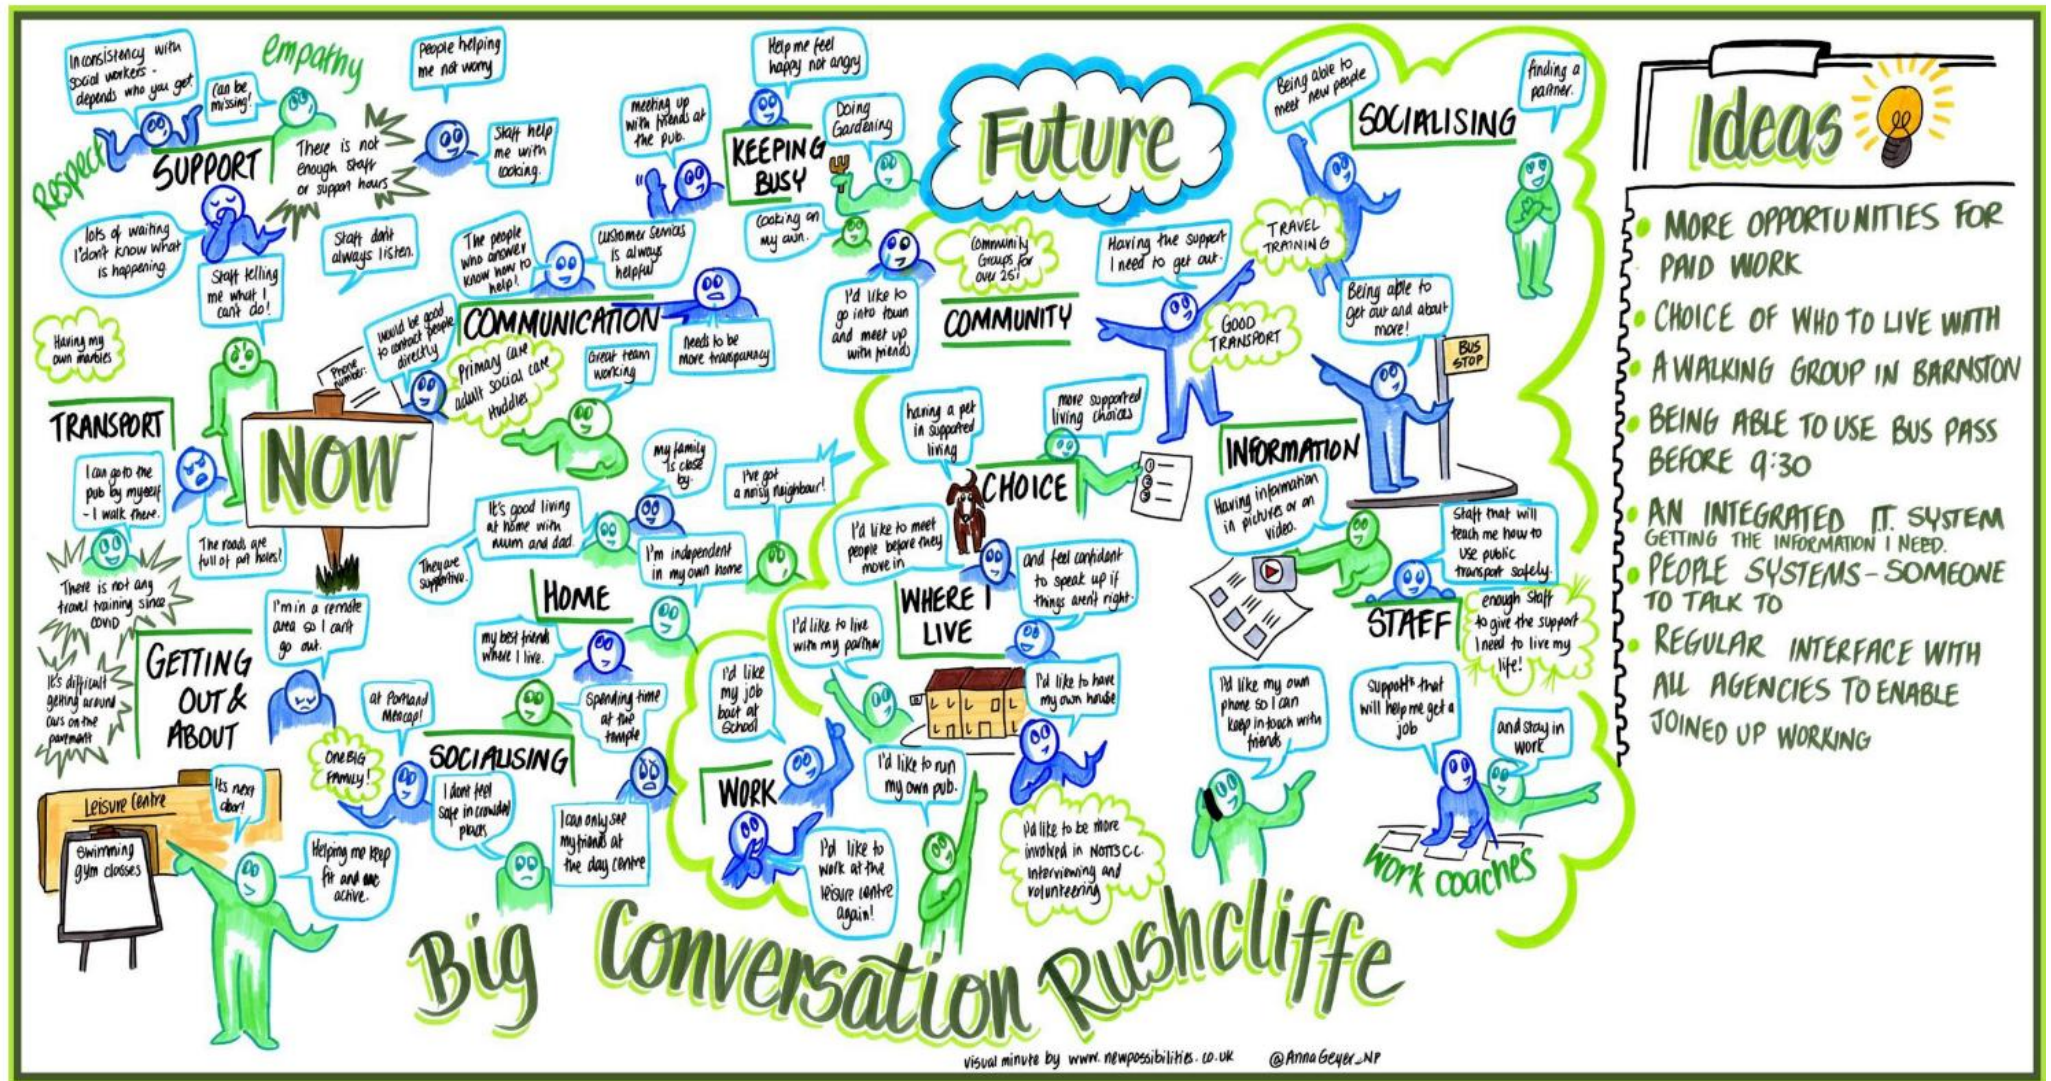 Inconsistency with
social workers -
depends who you get.
can be
missing!
empathy
Respect
SUPPORT
There is not
enough staff
or support hours
lots of waiting
I don't know what
is happening.
Staff telling
me what I
can't do!
Staff don't
always listen.
People helping
me not worry
Staff help
me with
cooking.
Help me feel
happy not angry
meeting up
with friends at
the pub.
KEEPING
BUSY
Doing
Gardening
cooking on
my own.
The people
who answer
know how to
help!
customer services
is always
helpful
COMMUNICATION
would be good
to contact people
directly
Phone
number:
Primary care
adult social care
Huddles
Great team
working
needs to be
more transparency
Having my
own marbles
TRANSPORT
I can go to the
pub by myself
- I walk there.
The roads are
full of pot holes!
There is not any
travel training since
COVID
NOW
my family
is close
by.
I've got
a noisy neighbour!
It's good living
at home with
mum and dad.
They are
supportive.
I'm independent
in my own home
HOME
my best friends
where I live.
I'm in a remote
area so I can't
go out.
It's difficult
getting around
cars on the
pavement
GETTING
OUT &
ABOUT
Leisure Centre
Swimming
gym classes
It's next
door!
Helping me keep
fit and
active.
at Portland
Mencap!
One BIG
FAMILY!
SOCIALISING
Spending time
at the
temple
I dont feel
safe in crowded
places
I can only see
my friends at
the day centre
Future
Being able to
meet new people
SOCIALISING
finding a
partner.
I'd like to
go into town
and meet up
with friends
Community
Groups for
over 25's
COMMUNITY
Having the support
I need to get out.
TRAVEL
TRAINING
GOOD
TRANSPORT
Being able to
get out and about
more!
BUS
STOP
having a pet
in supported
living
more supported
living choices
CHOICE
1
2
3
INFORMATION
Having information
in pictures or on
video.
Staff that will
teach me how to
use public
transport safely.
STAFF
enough staff
to give the support
I need to live my
life!
I'd like to meet
people before they
move in
and feel confident
to speak up if
things aren't right.
WHERE I
LIVE
I'd like to live
with my partner
I'd like to have
my own house
I'd like
my job
back at
School
WORK
I'd like to run
my own pub.
I'd like to
work at the
leisure centre
again!
I'd like to be more
involved in NOTTS C.C.
interviewing and
volunteering
I'd like my own
phone so I can
keep in touch with
friends
Support that
will help me get a
job
and stay in
work
Work coaches
Ideas
MORE OPPORTUNITIES FOR
PAID WORK
CHOICE OF WHO TO LIVE WITH
A WALKING GROUP IN BARNSTON
BEING ABLE TO USE BUS PASS
BEFORE 9:30
AN INTEGRATED I.T. SYSTEM
GETTING THE INFORMATION I NEED.
PEOPLE SYSTEMS - SOMEONE
TO TALK TO
REGULAR INTERFACE WITH
ALL AGENCIES TO ENABLE
JOINED UP WORKING
Big Conversation Rushcliffe
visual minute by www.newpossibilities.co.uk @AnnaGeyer_NP